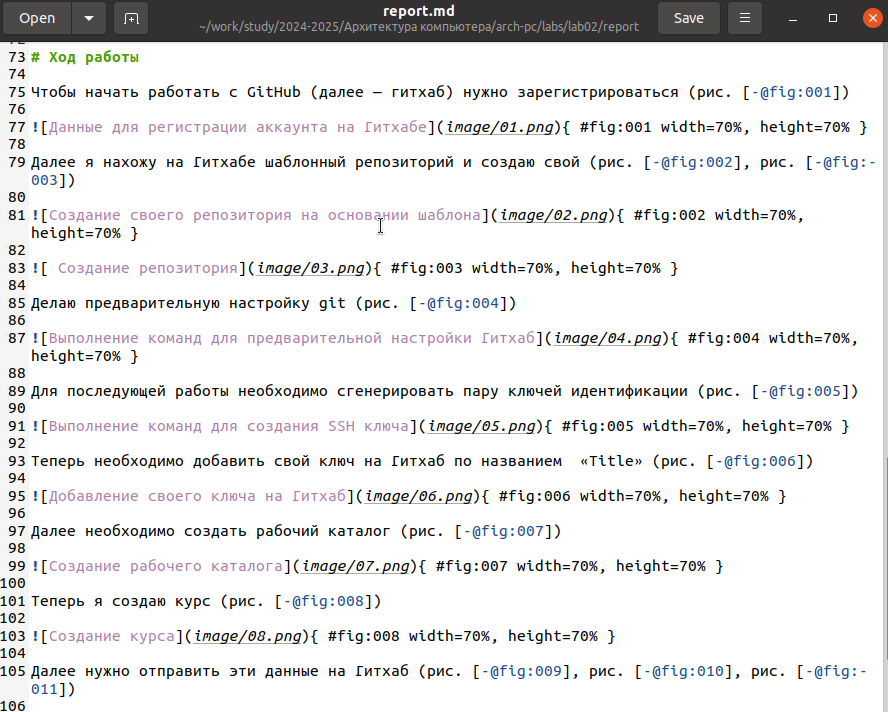 Open
report.md
~/work/study/2024-2025/Архитектура компьютера/arch-pc/labs/lab02/report
Save
73 # Ход работы
74
75 Чтобы начать работать с GitHub (далее — гитхаб) нужно зарегистрироваться (рис. [-@fig:001])
76
77 ![Данные для регистрации аккаунта на Гитхабе](image/01.png){ #fig:001 width=70%, height=70% }
78
79 Далее я нахожу на Гитхабе шаблонный репозиторий и создаю свой (рис. [-@fig:002], рис. [-@fig:-
003])
80
81 ![Создание своего репозитория на основании шаблона](image/02.png){ #fig:002 width=70%,
height=70% }
82
83 ![ Создание репозитория](image/03.png){ #fig:003 width=70%, height=70% }
84
85 Делаю предварительную настройку git (рис. [-@fig:004])
86
87 ![Выполнение команд для предварительной настройки Гитхаб](image/04.png){ #fig:004 width=70%,
height=70% }
88
89 Для последующей работы необходимо сгенерировать пару ключей идентификации (рис. [-@fig:005])
90
91 ![Выполнение команд для создания SSH ключа](image/05.png){ #fig:005 width=70%, height=70% }
92
93 Теперь необходимо добавить свой ключ на Гитхаб по названием  «Title» (рис. [-@fig:006])
94
95 ![Добавление своего ключа на Гитхаб](image/06.png){ #fig:006 width=70%, height=70% }
96
97 Далее необходимо создать рабочий каталог (рис. [-@fig:007])
98
99 ![Создание рабочего каталога](image/07.png){ #fig:007 width=70%, height=70% }
100
101 Теперь я создаю курс (рис. [-@fig:008])
102
103 ![Создание курса](image/08.png){ #fig:008 width=70%, height=70% }
104
105 Далее нужно отправить эти данные на Гитхаб (рис. [-@fig:009], рис. [-@fig:010], рис. [-@fig:-
011])
106